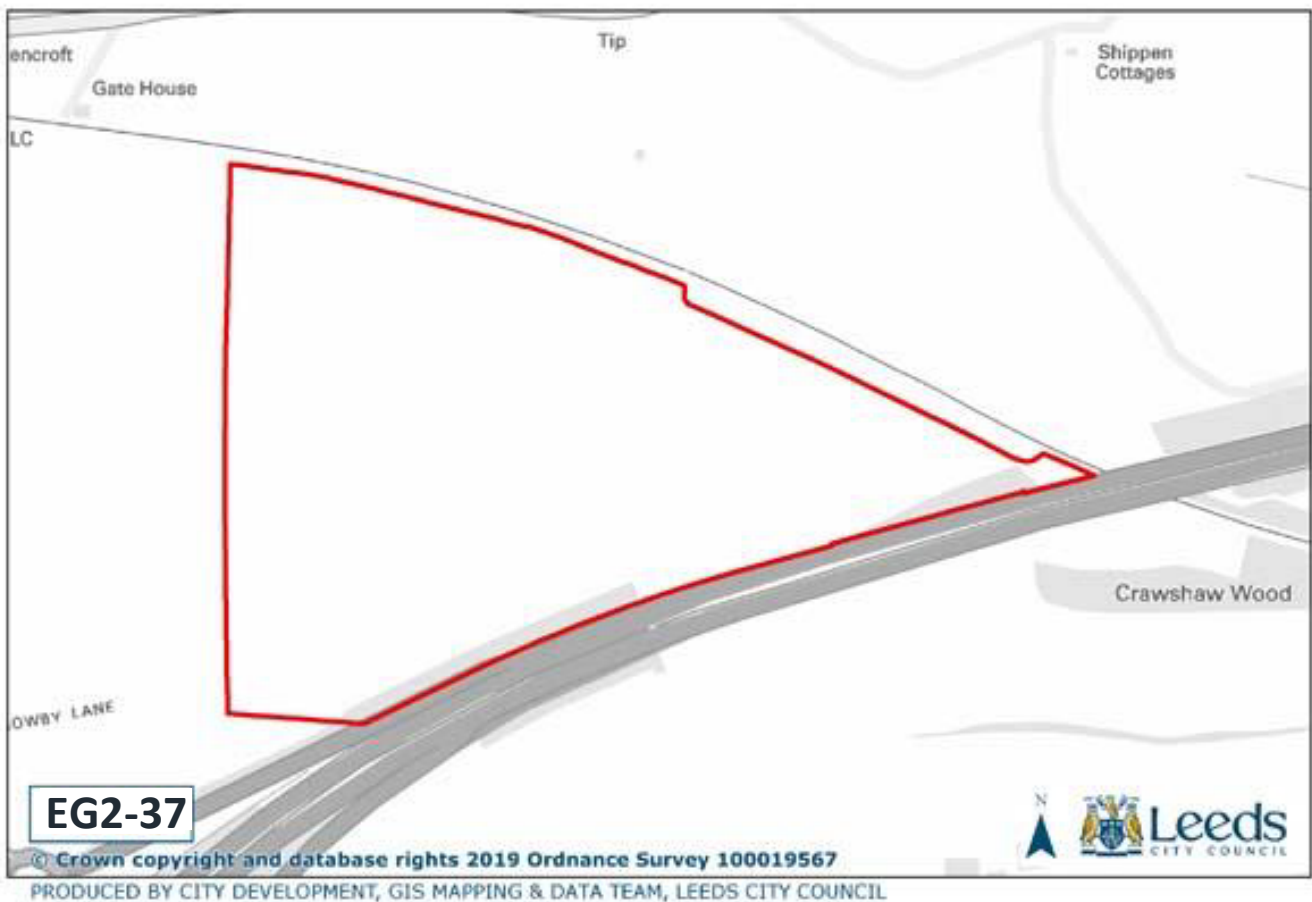 Tip
encroft
Shippen
Cottages
Gate House
LC
Crawshaw Wood
OWBY LANE
EG2-37
N
Leeds
CITY COUNCIL
© Crown copyright and database rights 2019 Ordnance Survey 100019567
PRODUCED BY CITY DEVELOPMENT, GIS MAPPING & DATA TEAM, LEEDS CITY COUNCIL